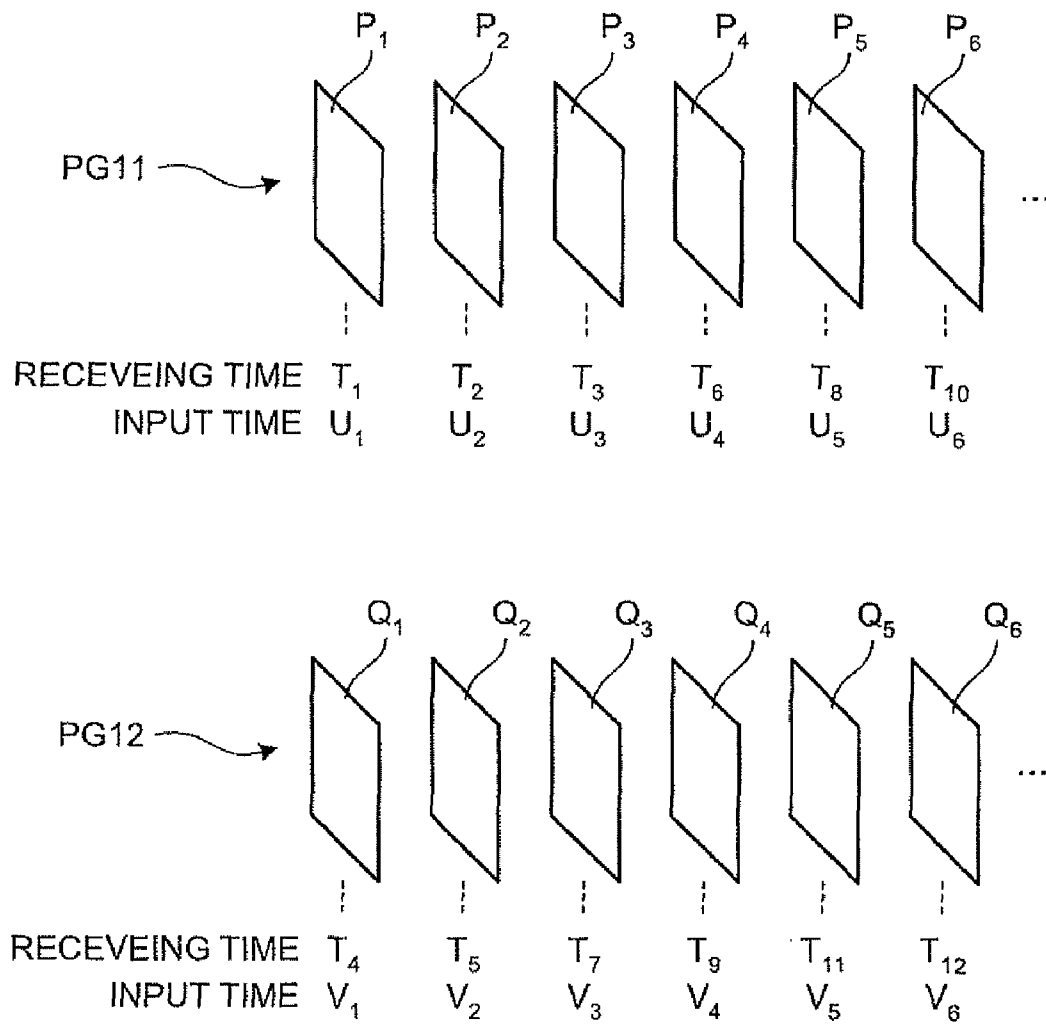 P₁ P₂ P₃ P₄ P₅ P₆
PG11
...
RECEVEING TIME T₁ T₂ T₃ T₆ T₈ T₁₀
INPUT TIME U₁ U₂ U₃ U₄ U₅ U₆
Q₁ Q₂ Q₃ Q₄ Q₅ Q₆
PG12
...
RECEVEING TIME T₄ T₅ T₇ T₉ T₁₁ T₁₂
INPUT TIME V₁ V₂ V₃ V₄ V₅ V₆